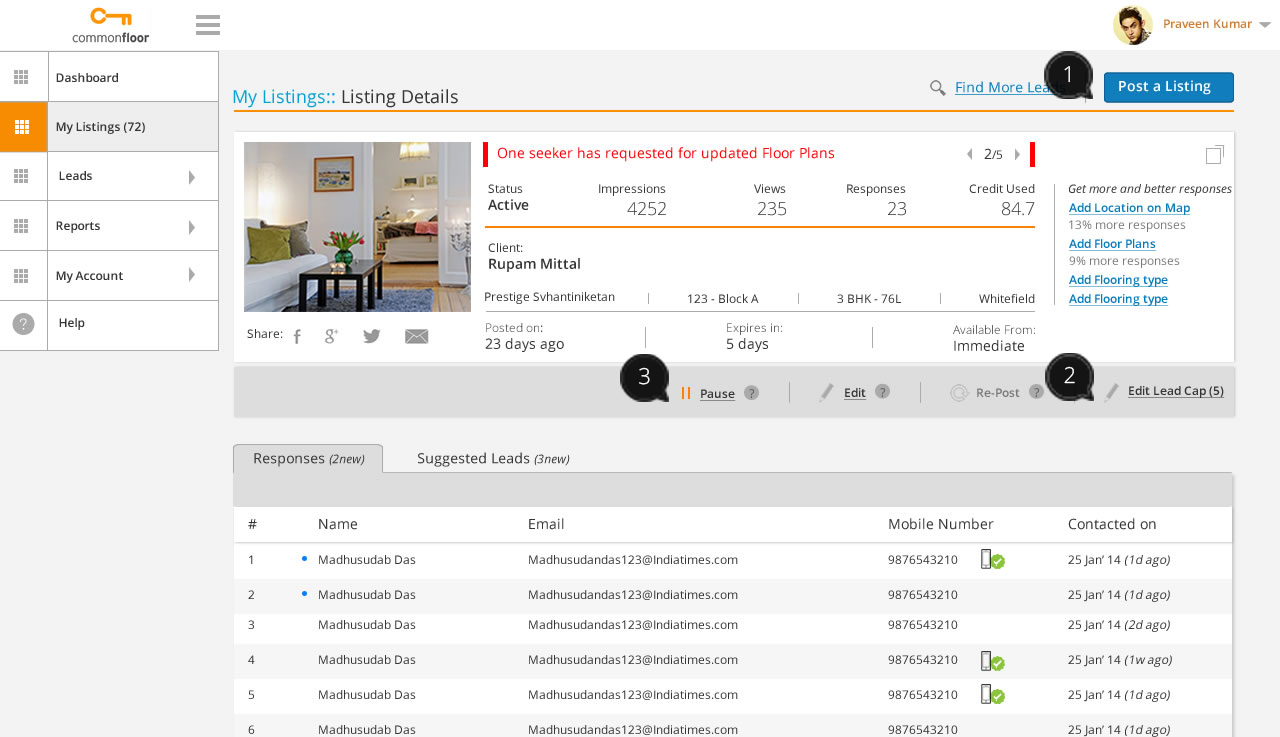 commonfloor
Praveen Kumar
Dashboard
My Listings (72)
Leads
Reports
My Account
Help
My Listings:: Listing Details
Find More
1
Post a Listing
One seeker has requested for updated Floor Plans
2/5
Status Impressions Views Responses Credit Used
Active 4252 235 23 84.7
Client:
Rupam Mittal
Prestige Svhantiniketan 123 - Block A 3 BHK - 76L Whitefield
Posted on: Expires in: Available From:
23 days ago 5 days Immediate
Get more and better responses
Add Location on Map
13% more responses
Add Floor Plans
9% more responses
Add Flooring type
Add Flooring type
Share:
3
Pause ? Edit ? Re-Post ?
2
Edit Lead Cap (5)
Responses (2new) Suggested Leads (3new)
# Name Email Mobile Number Contacted on
1 Madhusudab Das Madhusudandas123@Indiatimes.com 9876543210 25 Jan’ 14 (1d ago)
2 Madhusudab Das Madhusudandas123@Indiatimes.com 9876543210 25 Jan’ 14 (1d ago)
3 Madhusudab Das Madhusudandas123@Indiatimes.com 9876543210 25 Jan’ 14 (2d ago)
4 Madhusudab Das Madhusudandas123@Indiatimes.com 9876543210 25 Jan’ 14 (1w ago)
5 Madhusudab Das Madhusudandas123@Indiatimes.com 9876543210 25 Jan’ 14 (1d ago)
6 Madhusudab Das Madhusudandas123@Indiatimes.com 9876543210 25 Jan’ 14 (1d ago)